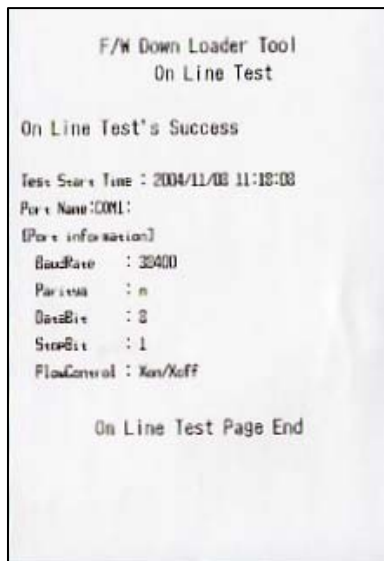 F/W Down Loader Tool
On Line Test
On Line Test's Success
Test Start Time : 2004/11/08 11:18:08
Port Name:COM1:
[Port information]
BaudRate : 38400
: n
DataBit : 8
StopBit : 1
FlowControl : Xon/Xoff
On Line Test Page End